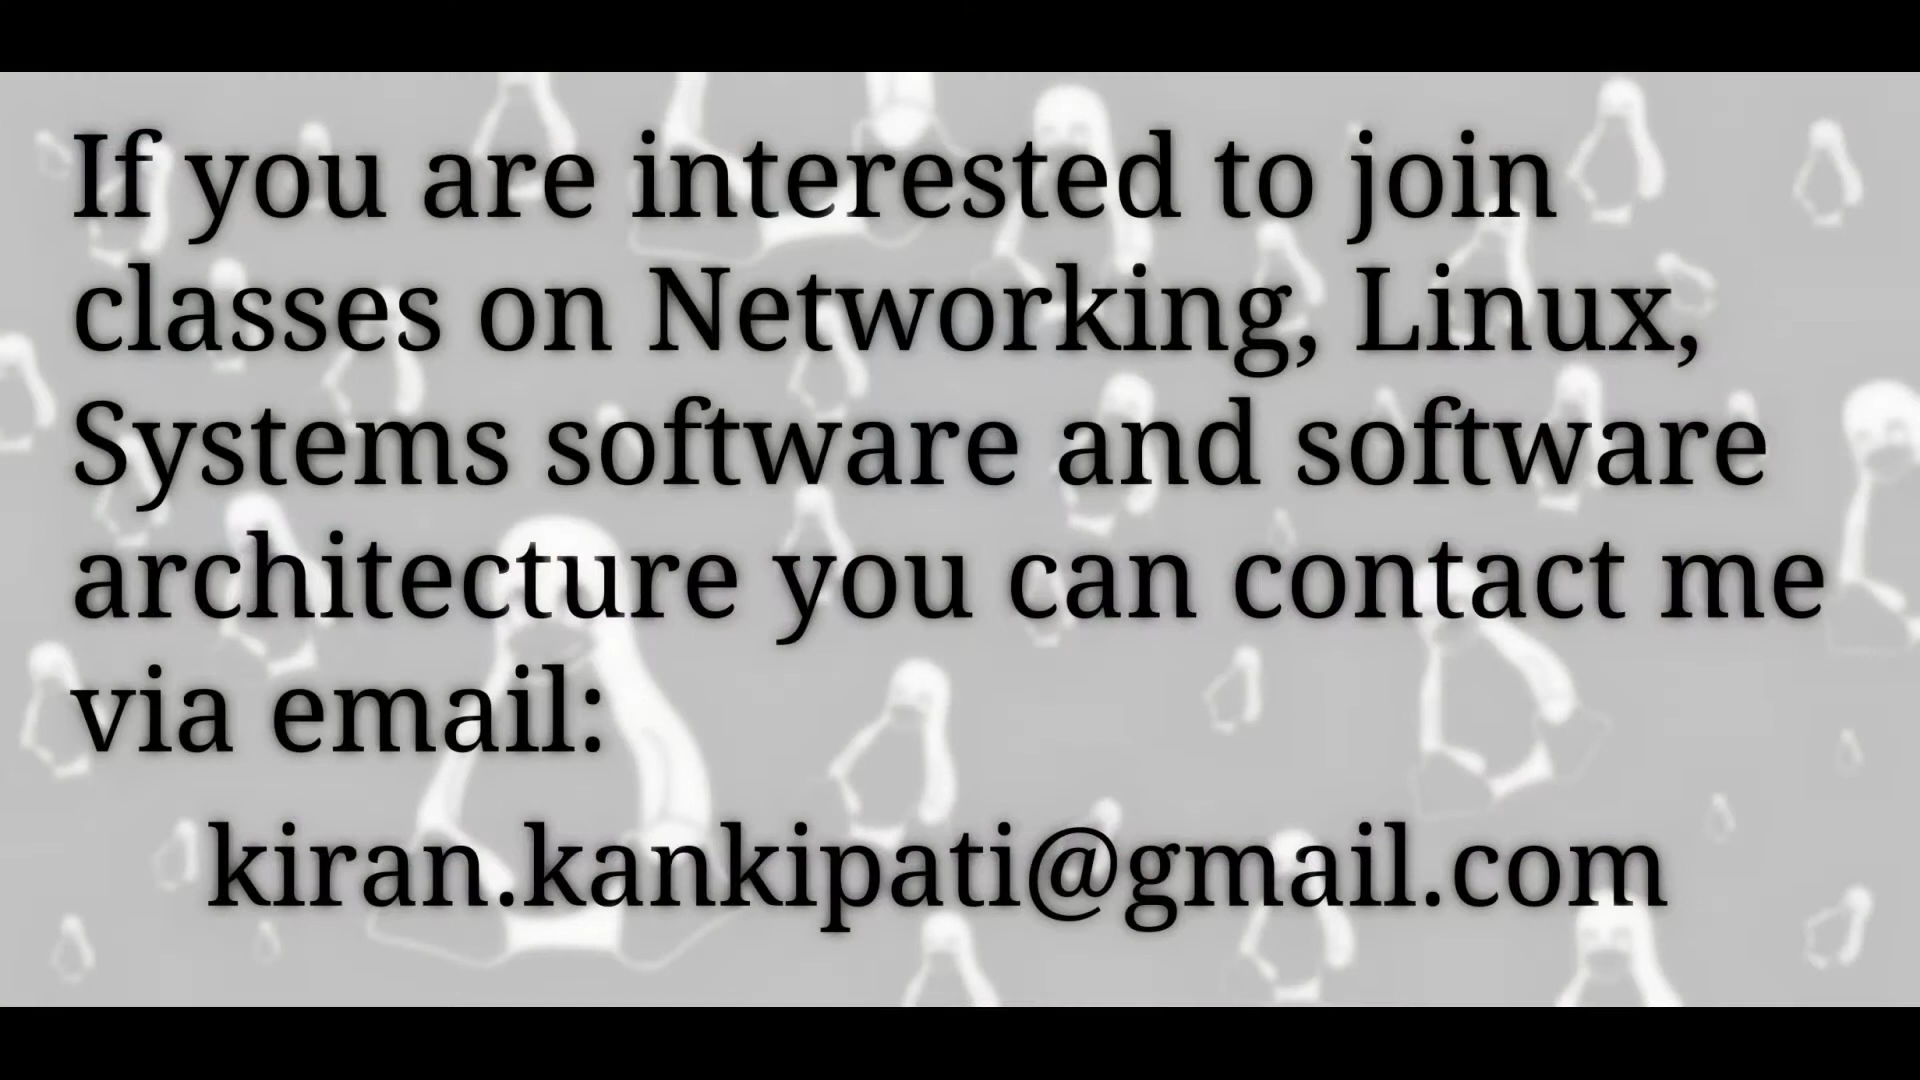 If you are interested to join
classes on Networking, Linux,
Systems software and software
architecture you can contact me
via email:
kiran.kankipati@gmail.com